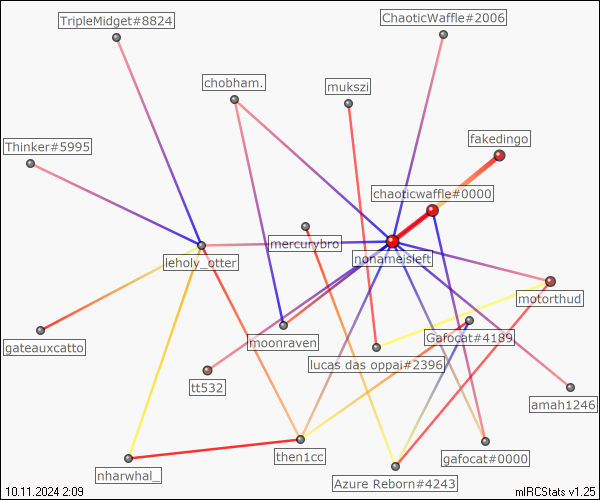 TripleMidget#8824
ChaoticWaffle#2006
chobham.
mukszi
fakedingo
Thinker#5995
chaoticwaffle#0000
mercurybro
nonameisleft
leholy_otter
motorthud
Gafocat#4189
moonraven
gateauxcatto
lucas das oppai#2396
tt532
amah1246
then1cc
gafocat#0000
nharwhal_
Azure Reborn#4243
10.11.2024 2:09
mIRCStats v1.25